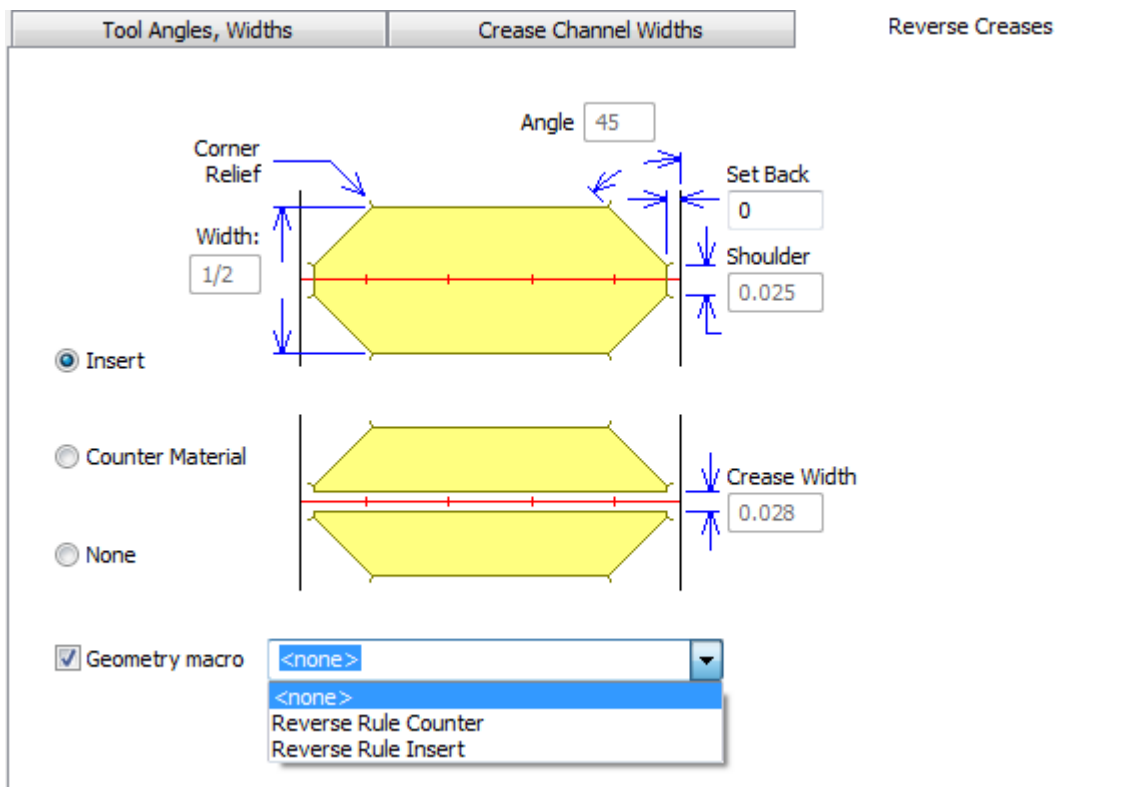 Tool Angles, Widths
Crease Channel Widths
Reverse Creases
Angle 45
Corner
Relief
Set Back
0
Width:
1/2
Shoulder
0.025
Insert
Counter Material
Crease Width
0.028
None
Geometry macro
<none>
<none>
Reverse Rule Counter
Reverse Rule Insert